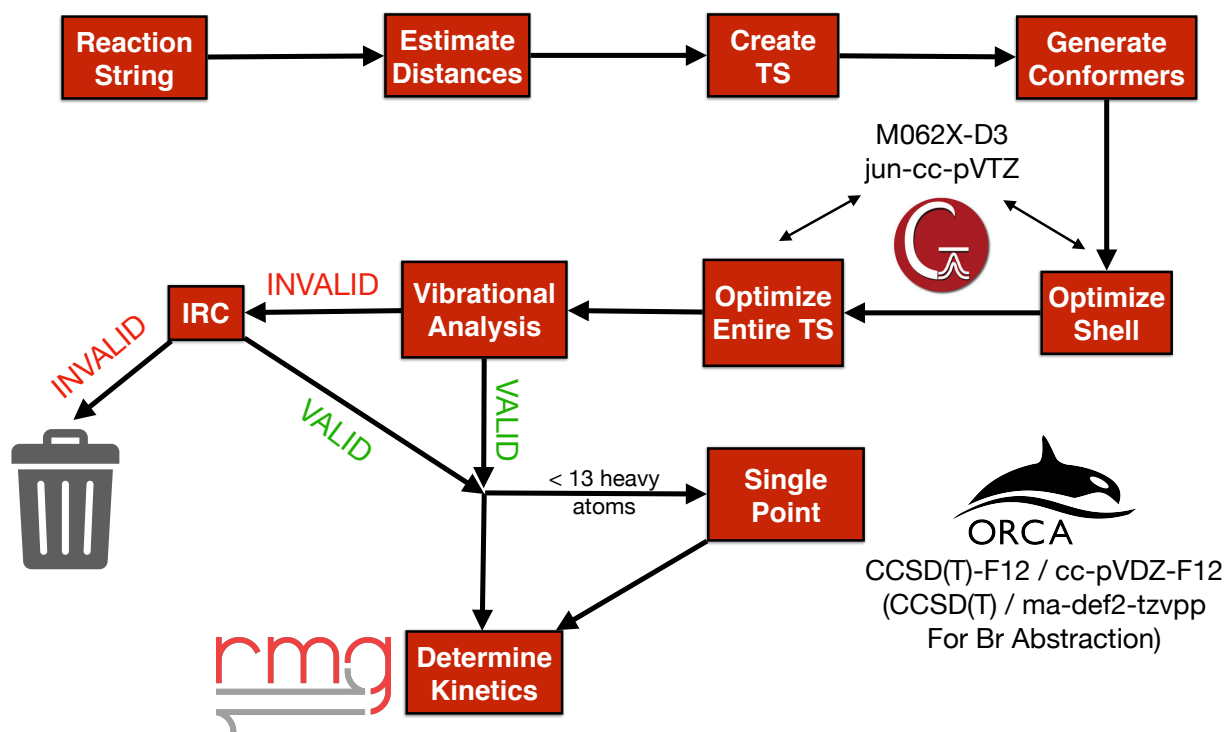 Reaction
String
Estimate
Distances
Create
TS
Generate
Conformers
M062X-D3
jun-cc-pVTZ
C
IRC
INVALID
Vibrational
Analysis
Optimize
Entire TS
Optimize
Shell
INVALID
VALID
VALID
< 13 heavy
atoms
Single
Point
ORCA
CCSD(T)-F12 / cc-pVDZ-F12
(CCSD(T) / ma-def2-tzvpp
For Br Abstraction)
rmg
Determine
Kinetics